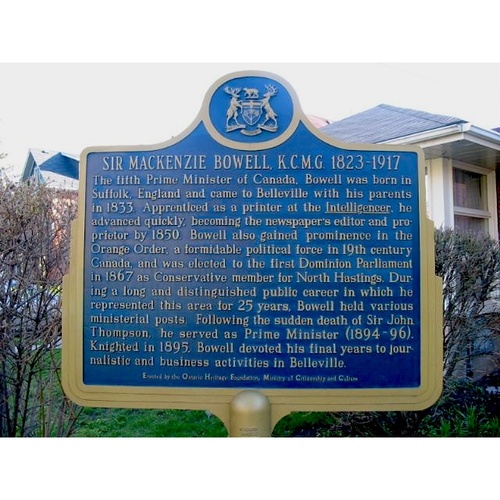 SIR MACKENZIE BOWELL, K.C.M.G. 1823-1917
The fifth Prime Minister of Canada, Bowell was born in
Suffolk, England and came to Belleville with his parents
in 1833. Apprenticed as a printer at the Intelligencer, he
advanced quickly, becoming the newspaper's editor and pro-
prietor by 1850. Bowell also gained prominence in the
Orange Order, a formidable political force in 19th century
Canada, and was elected to the first Dominion Parliament
in 1867 as Conservative member for North Hastings. Dur-
ing a long and distinguished public career in which he
represented this area for 25 years, Bowell held various
ministerial posts. Following the sudden death of Sir John
Thompson, he served as Prime Minister (1894-96).
Knighted in 1895, Bowell devoted his final years to jour-
nalistic and business activities in Belleville.
Erected by the Ontario Heritage Foundation, Ministry of Citizenship and Culture